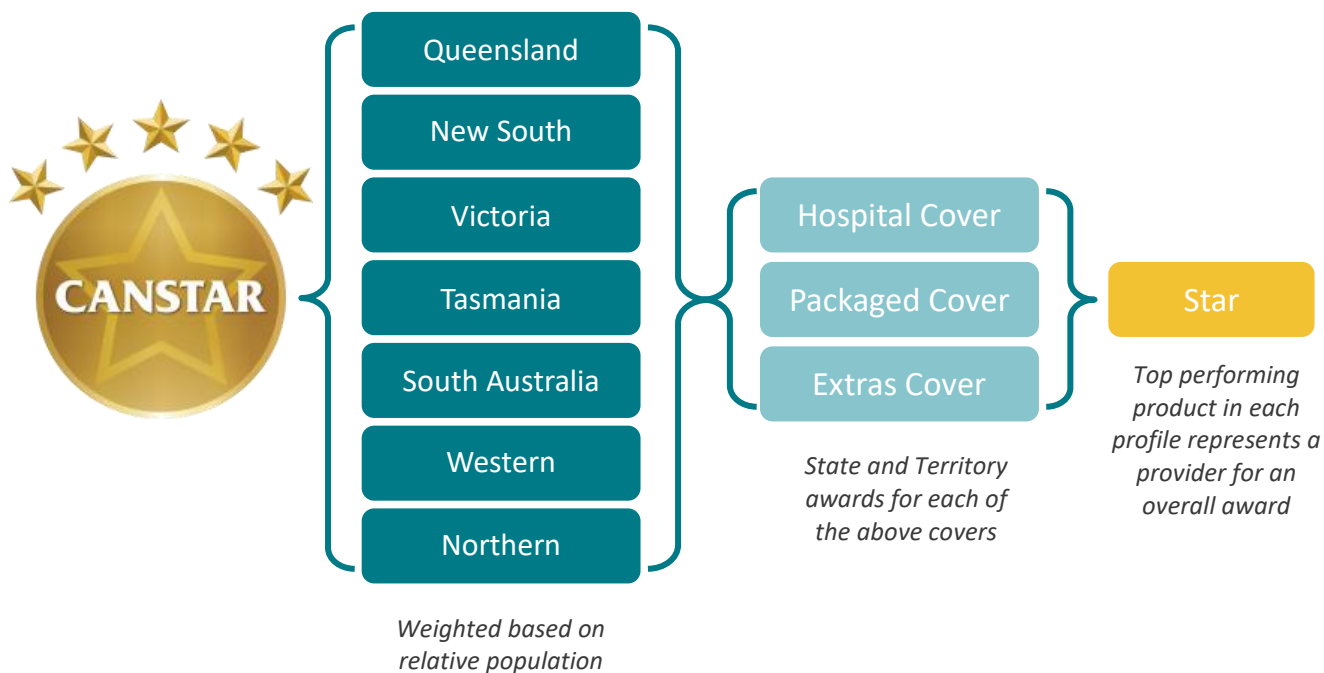 CANSTAR
Queensland
New South
Victoria
Tasmania
South Australia
Western
Northern
Weighted based on
relative population
Hospital Cover
Packaged Cover
Extras Cover
State and Territory
awards for each of
the above covers
Star
Top performing
product in each
profile represents a
provider for an
overall award